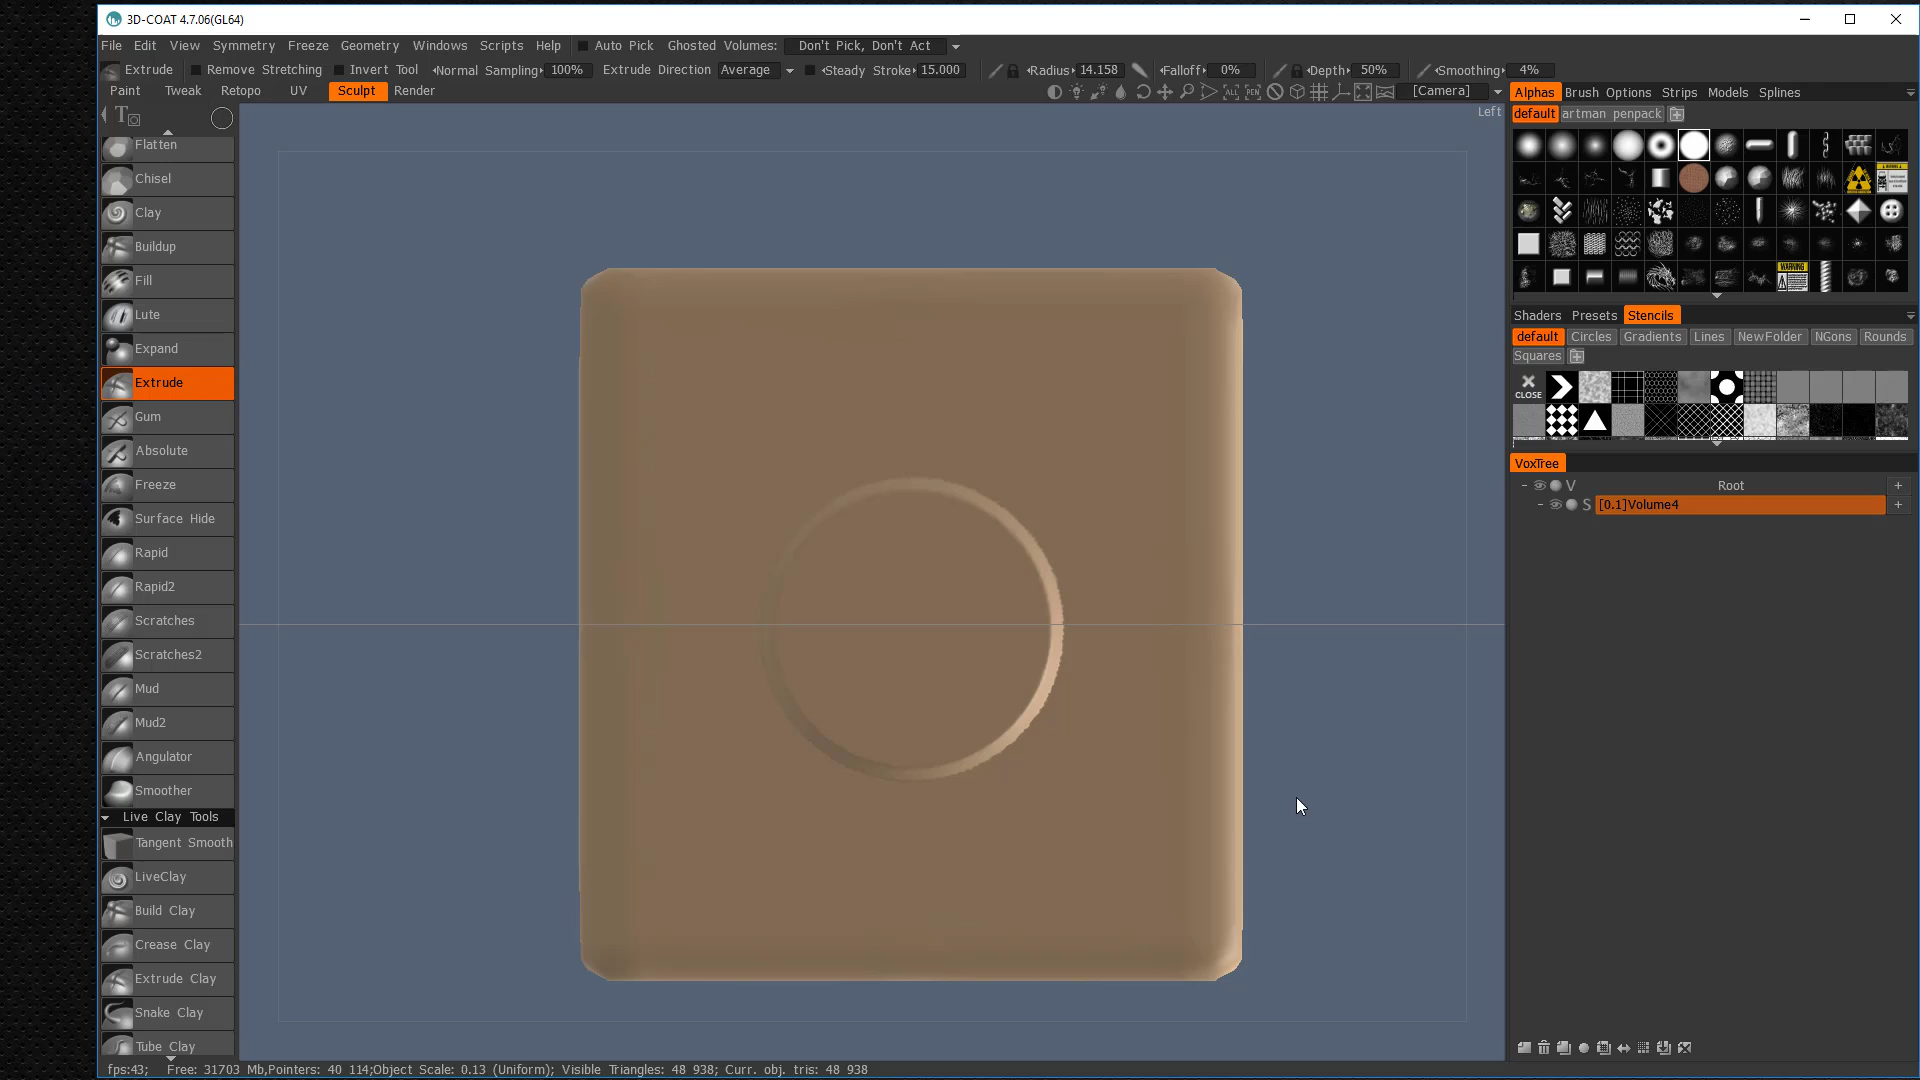 3D-COAT 4.7.06(GL64)
File Edit View Symmetry Freeze Geometry Windows Scripts Help Auto Pick Ghosted Volumes: Don't Pick, Don't Act
Extrude Remove Stretching Invert Tool Normal Sampling 100% Extrude Direction Average Steady Stroke 15.000 Radius 14.158 Falloff 0% Depth 50% Smoothing 4%
Paint Tweak Retopo UV Sculpt Render ALL PEN [Camera]
Left
T
Flatten
Chisel
Clay
Buildup
Fill
Lute
Expand
Extrude
Gum
Absolute
Freeze
Surface Hide
Rapid
Rapid2
Scratches
Scratches2
Mud
Mud2
Angulator
Smoother
Live Clay Tools
Tangent Smooth
LiveClay
Build Clay
Crease Clay
Extrude Clay
Snake Clay
Tube Clay
Alphas Brush Options Strips Models Splines
default artman penpack
WARNING
Shaders Presets Stencils
default Circles Gradients Lines NewFolder NGons Rounds
Squares
CLOSE
VoxTree
V Root +
S [0.1]Volume4 +
fps:43; Free: 31703 Mb,Pointers: 40 114;Object Scale: 0.13 (Uniform); Visible Triangles: 48 938; Curr. obj. tris: 48 938